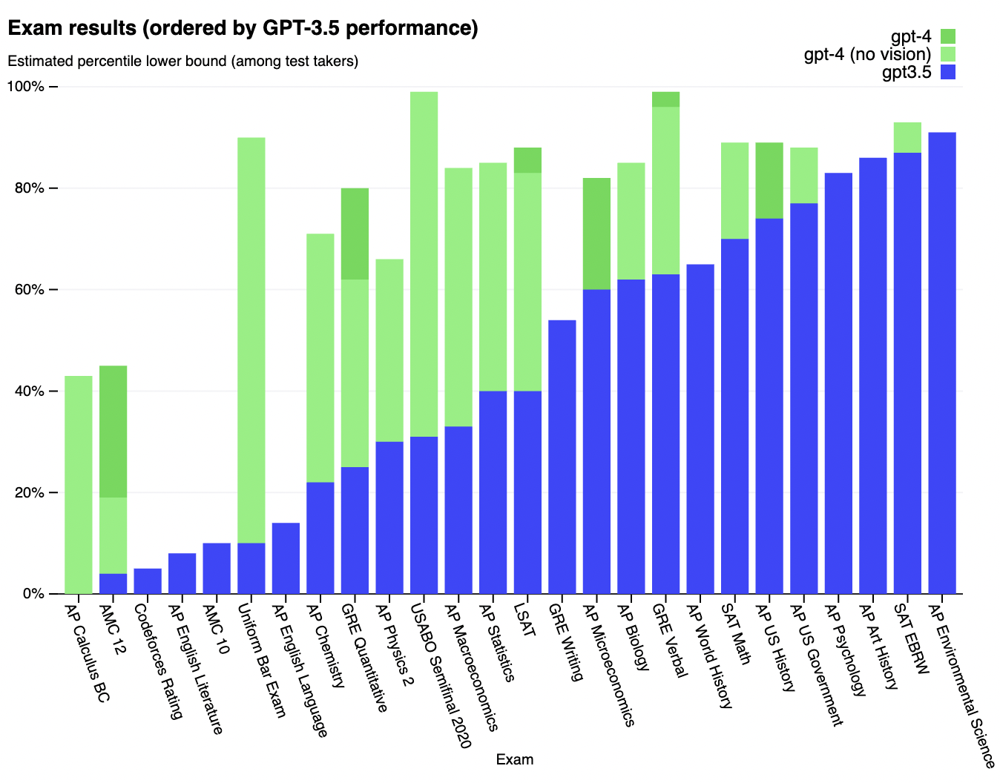 Exam results (ordered by GPT-3.5 performance)
Estimated percentile lower bound (among test takers)
gpt-4
gpt-4 (no vision)
gpt3.5
100%
80%
60%
40%
20%
0%
AP Calculus BC
AMC 12
Codeforces Rating
AP English Literature
AMC 10
Uniform Bar Exam
AP English Language
AP Chemistry
GRE Quantitative
AP Physics 2
USABO Semifinal 2020
AP Macroeconomics
AP Statistics
LSAT
GRE Writing
AP Microeconomics
AP Biology
GRE Verbal
AP World History
SAT Math
AP US History
AP US Government
AP Psychology
AP Art History
SAT EBRW
AP Environmental Science
Exam